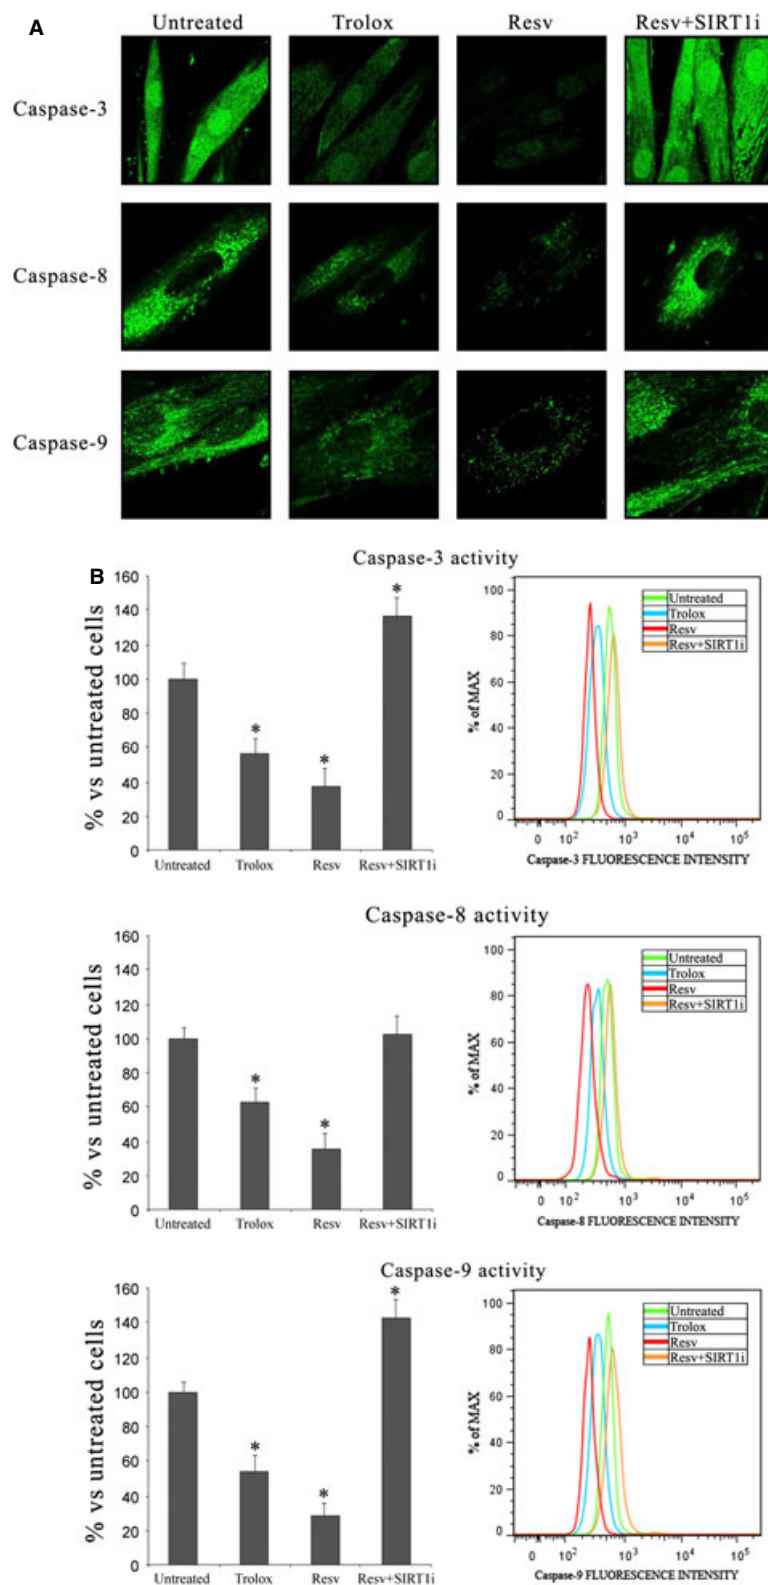 A
Untreated Trolox Resv Resv+SIRT1i
Caspase-3
Caspase-8
Caspase-9
B
Caspase-3 activity
% vs untreated cells
160
140
120
100
80
60
40
20
0
Untreated Trolox Resv Resv+SIRT1i
* * * *
% of MAX
100
80
60
40
20
0
Untreated
Trolox
Resv
Resv+SIRT1i
0 10² 10³ 10⁴ 10⁵
Caspase-3 FLUORESCENCE INTENSITY
Caspase-8 activity
% vs untreated cells
160
140
120
100
80
60
40
20
0
Untreated Trolox Resv Resv+SIRT1i
* *
% of MAX
100
80
60
40
20
0
Untreated
Trolox
Resv
Resv+SIRT1i
0 10² 10³ 10⁴ 10⁵
Caspase-8 FLUORESCENCE INTENSITY
Caspase-9 activity
% vs untreated cells
160
140
120
100
80
60
40
20
0
Untreated Trolox Resv Resv+SIRT1i
* * *
% of MAX
100
80
60
40
20
0
Untreated
Trolox
Resv
Resv+SIRT1i
0 10² 10³ 10⁴ 10⁵
Caspase-9 FLUORESCENCE INTENSITY